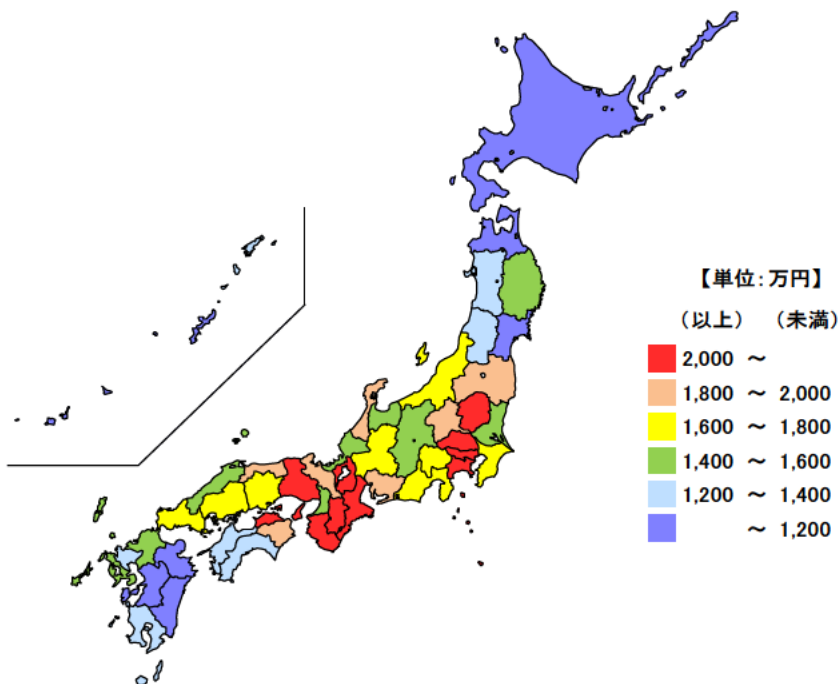 【単位：万円】
（以上） （未満）
2,000 ～
1,800 ～ 2,000
1,600 ～ 1,800
1,400 ～ 1,600
1,200 ～ 1,400
～ 1,200